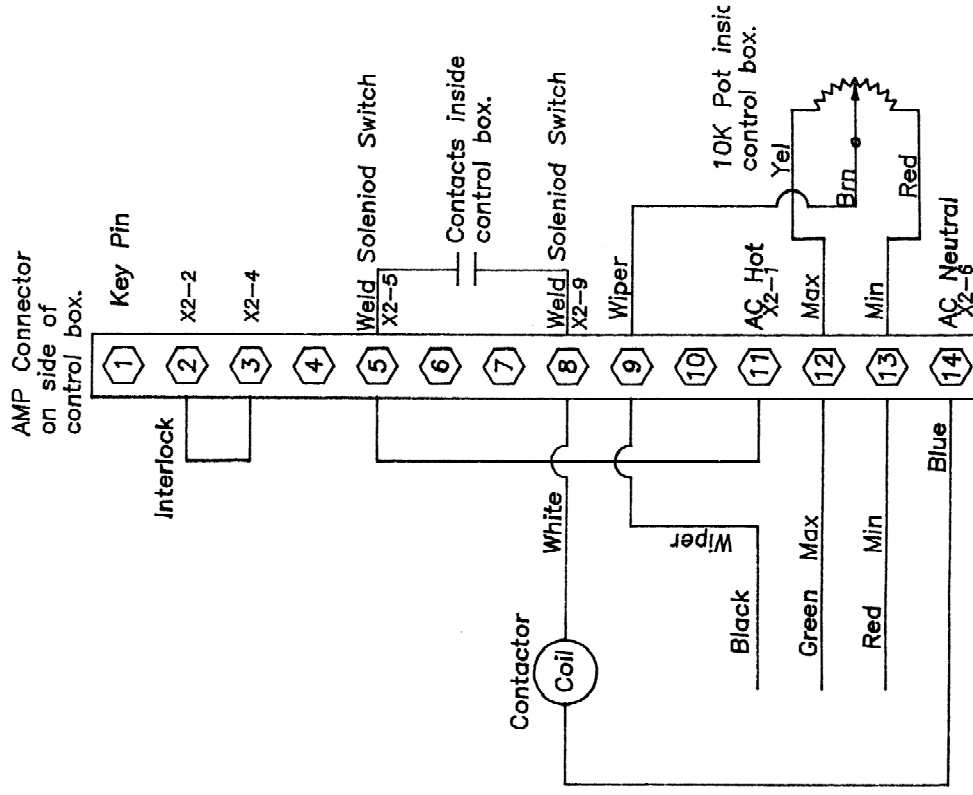 AMP Connector
on side of
control box.
Key Pin
X2-2
X2-4
Weld Soleniod Switch
X2-5
Contacts inside
control box.
Weld Soleniod Switch
X2-9
Wiper
10K Pot
control box.
Yel
Brn
Red
AC Hot
X2-1
Max
Min
AC Neutral
X2-6
1
2
3
4
5
6
7
8
9
10
11
12
13
14
Interlock
White
Wiper
Black
Green Max
Red Min
Blue
Contactor
Coil